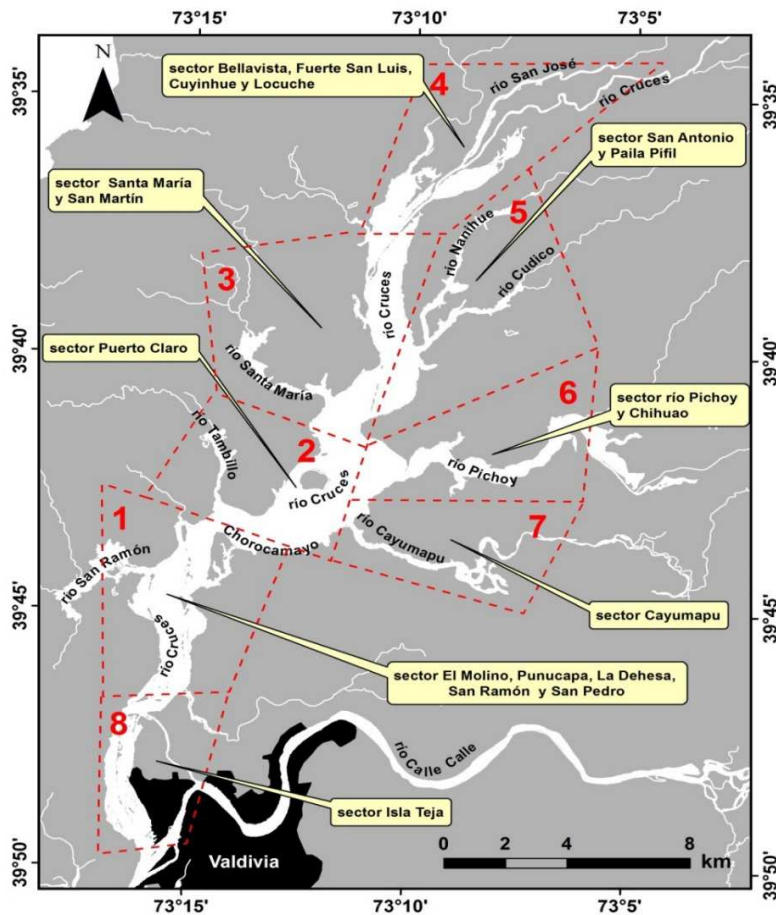 73°15'
73°10'
73°5'
N
39°35'
39°35'
sector Bellavista, Fuerte San Luis,
Cuyinhue y Locuche
4
río San José
río Cruces
sector San Antonio
y Paila Pifil
sector Santa María
y San Martín
5
río Nanihue
río Cudico
3
río Cruces
39°40'
39°40'
sector Puerto Claro
río Santa María
6
sector río Pichoy
y Chihuao
río Tambillo
2
río Pichoy
río Cruces
1
Chorocamayo
río Cayumapu
7
río San Ramón
39°45'
39°45'
sector Cayumapu
río Cruces
sector El Molino, Punucapa, La Dehesa,
San Ramón y San Pedro
8
río Calle Calle
sector Isla Teja
Valdivia
0 2 4 8
km
39°50'
39°50'
73°15'
73°10'
73°5'